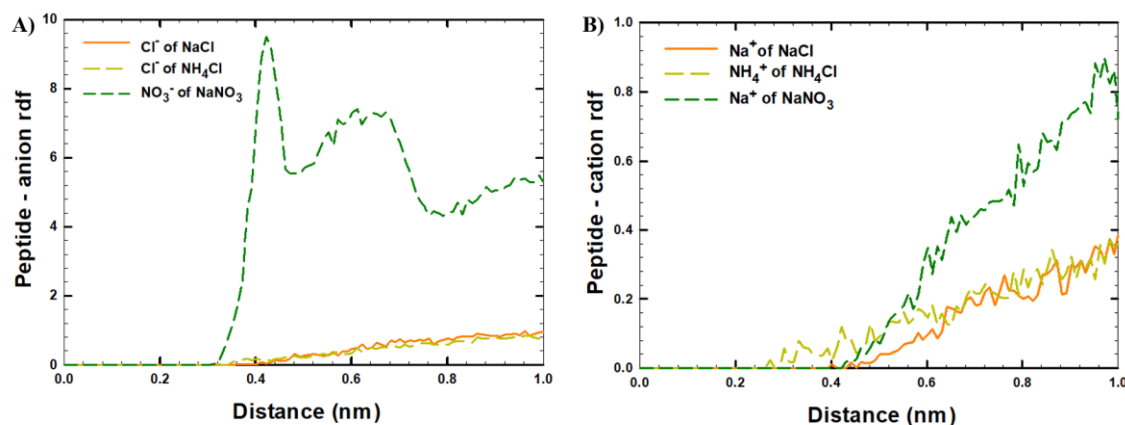 A)
Cl⁻ of NaCl
Cl⁻ of NH₄Cl
NO₃⁻ of NaNO₃
Peptide - anion rdf
10
8
6
4
2
0
0.0 0.2 0.4 0.6 0.8 1.0
Distance (nm)
B)
Na⁺of NaCl
NH₄⁺ of NH₄Cl
Na⁺ of NaNO₃
Peptide - cation rdf
1.0
0.8
0.6
0.4
0.2
0.0
0.0 0.2 0.4 0.6 0.8 1.0
Distance (nm)